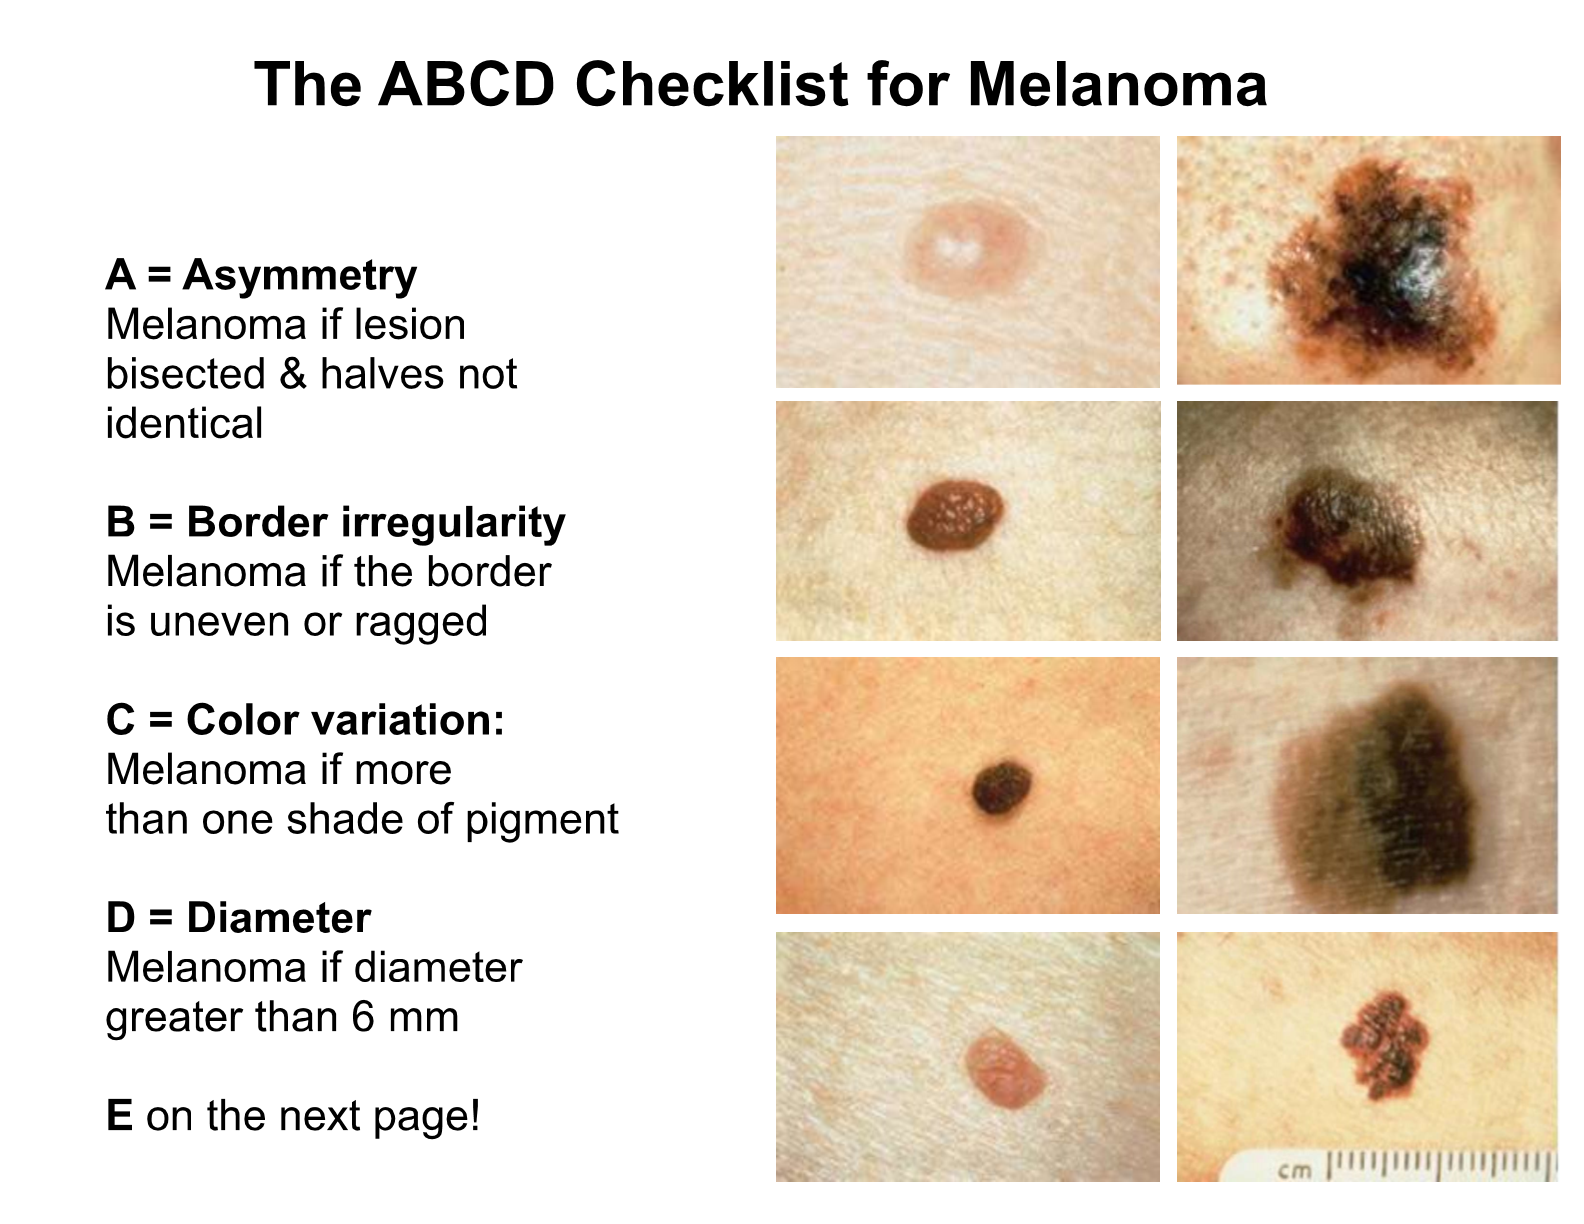 The ABCD Checklist for Melanoma
A = Asymmetry
Melanoma if lesion
bisected & halves not
identical
B = Border irregularity
Melanoma if the border
is uneven or ragged
C = Color variation:
Melanoma if more
than one shade of pigment
D = Diameter
Melanoma if diameter
greater than 6 mm
E on the next page!
cm